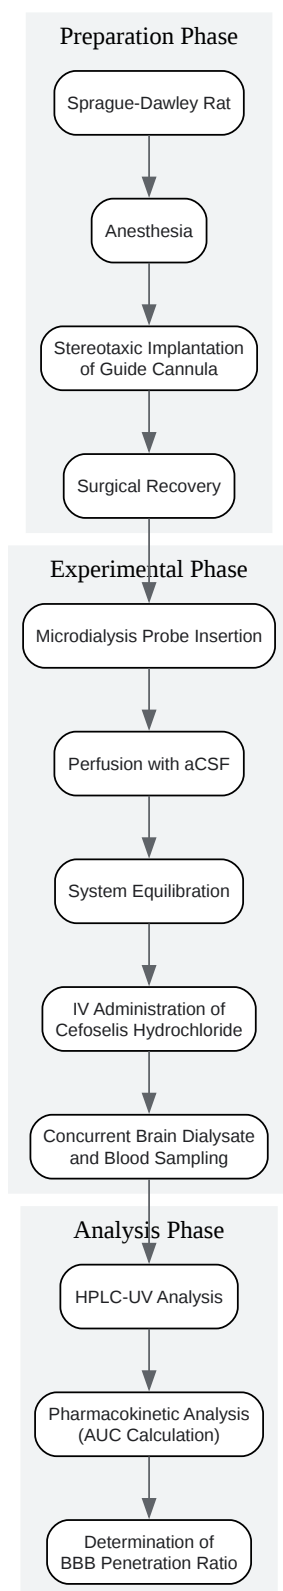 Preparation Phase
Sprague-Dawley Rat
Anesthesia
Stereotaxic Implantation
of Guide Cannula
Surgical Recovery
Experimental Phase
Microdialysis Probe Insertion
Perfusion with aCSF
System Equilibration
IV Administration of
Cefoselis Hydrochloride
Concurrent Brain Dialysate
and Blood Sampling
Analysis Phase
HPLC-UV Analysis
Pharmacokinetic Analysis
(AUC Calculation)
Determination of
BBB Penetration Ratio